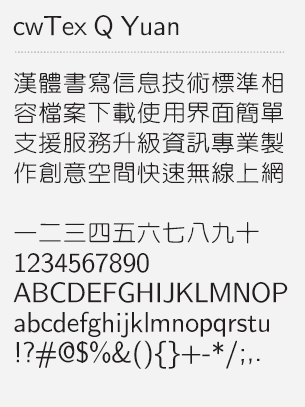 cwTex Q Yuan
漢體書寫信息技術標準相
容檔案下載使用界面簡單
支援服務升級資訊專業製
作創意空間快速無線上網
一二三四五六七八九十
1234567890
ABCDEFGHIJKLMNOP
abcdefghijkmnopqrstu
!?#@$%&(){}+-*/;,.